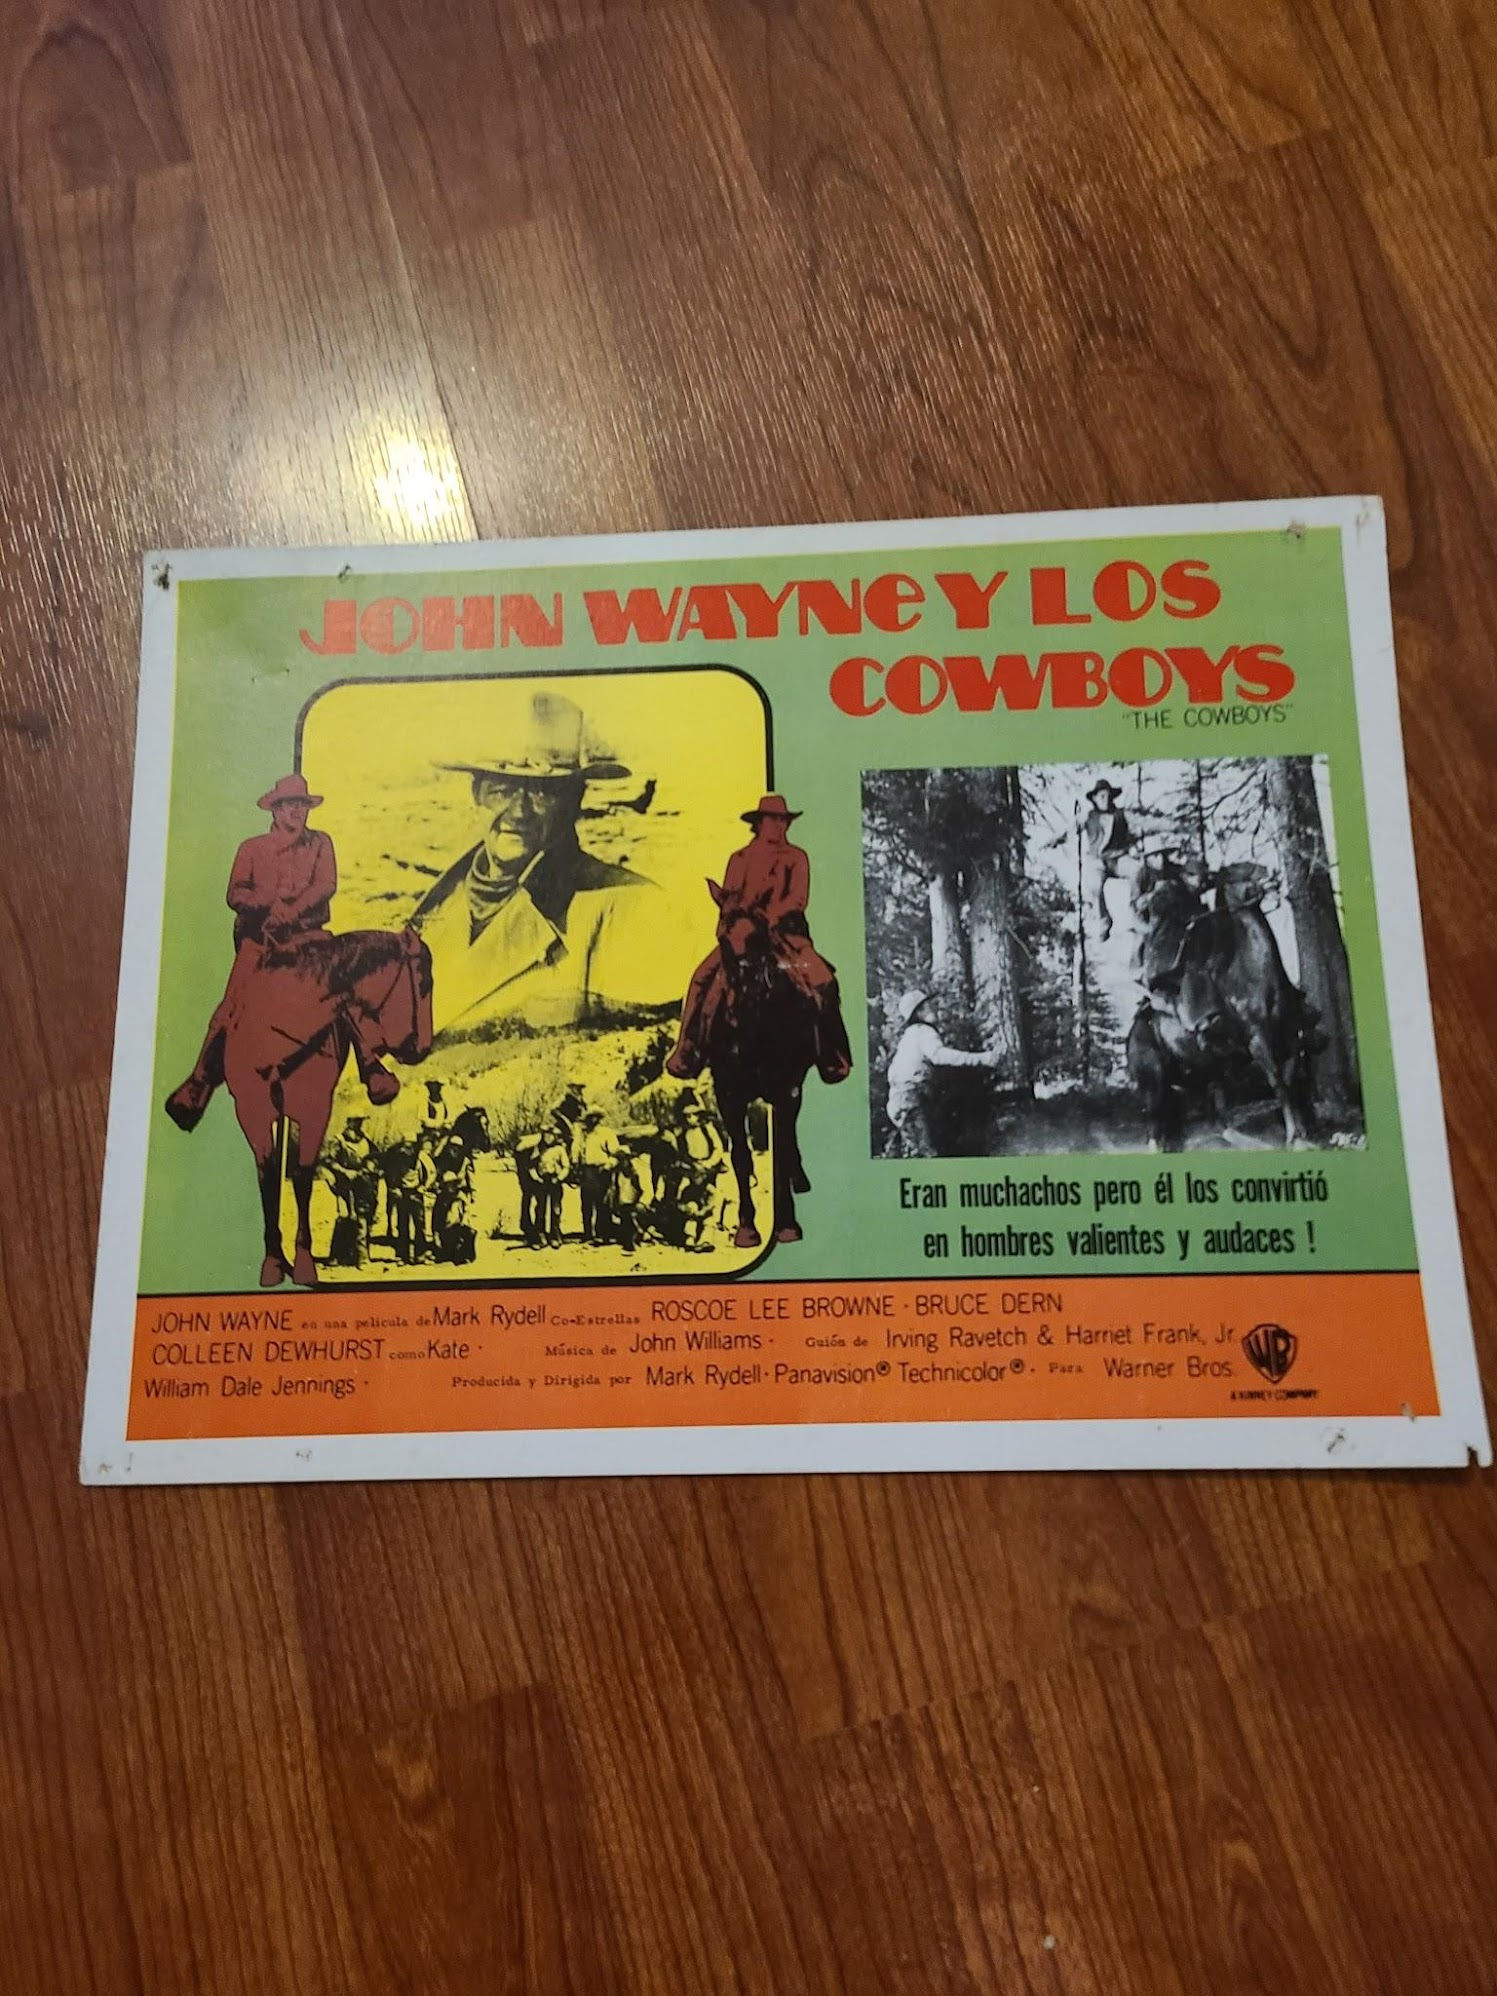 JOHN WAYNE Y LOS
COWBOYS
"THE COWBOYS"
Eran muchachos pero él los convirtió
en hombres valientes y audaces !
JOHN WAYNE en una pelicula de Mark Rydell Co-Estrellas ROSCOE LEE BROWNE · BRUCE DERN
COLLEEN DEWHURST como Kate · Música de John Williams · Guión de Irving Ravetch & Harriet Frank, Jr.
William Dale Jennings · Producida y Dirigida por Mark Rydell · Panavision® Technicolor® · Para Warner Bros.
WB
A KINNEY COMPANY